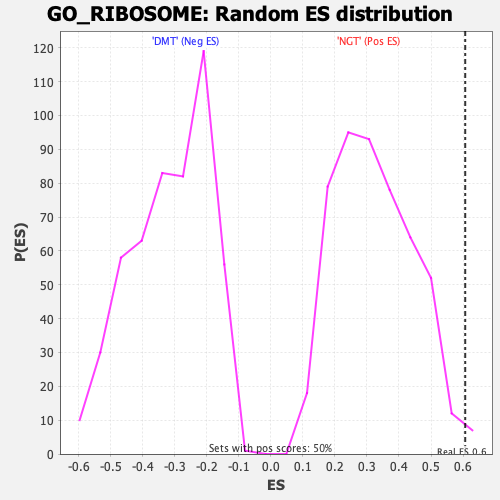 GO_RIBOSOME: Random ES distribution
'DMT' (Neg ES)
'NGT' (Pos ES)
120
110
100
90
80
70
60
50
40
30
20
10
0
P(ES)
Sets with pos scores: 50%
Real ES 0.6
-0.6 -0.5 -0.4 -0.3 -0.2 -0.1 0.0 0.1 0.2 0.3 0.4 0.5 0.6
ES